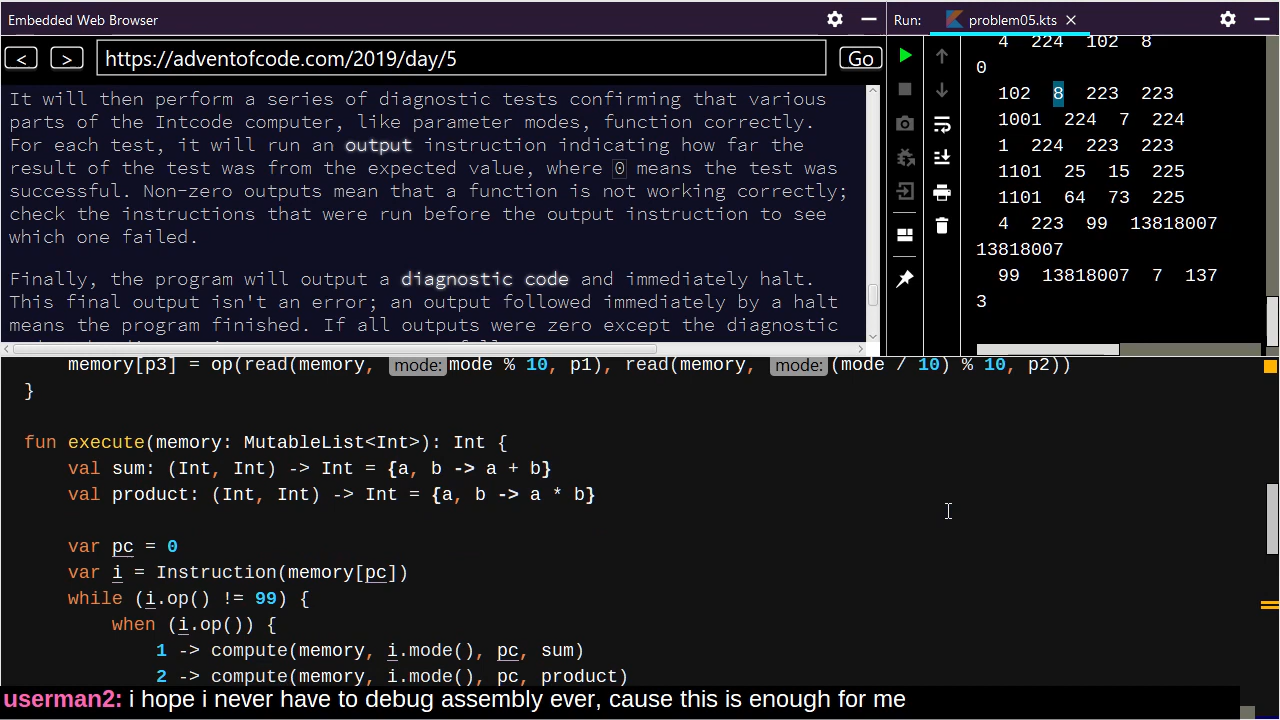 Embedded Web Browser
< > https://adventofcode.com/2019/day/5 Go
It will then perform a series of diagnostic tests confirming that various
parts of the Intcode computer, like parameter modes, function correctly.
For each test, it will run an output instruction indicating how far the
result of the test was from the expected value, where 0 means the test was
successful. Non-zero outputs mean that a function is not working correctly;
check the instructions that were run before the output instruction to see
which one failed.
Finally, the program will output a diagnostic code and immediately halt.
This final output isn't an error; an output followed immediately by a halt
means the program finished. If all outputs were zero except the diagnostic
Run: problem05.kts
4 224 102 8
0
102 8 223 223
1001 224 7 224
1 224 223 223
1101 25 15 225
1101 64 73 225
4 223 99 13818007
13818007
99 13818007 7 137
3
memory[p3] = op(read(memory, mode: mode % 10, p1), read(memory, mode: (mode / 10) % 10, p2))
}
fun execute(memory: MutableList<Int>): Int {
val sum: (Int, Int) -> Int = {a, b -> a + b}
val product: (Int, Int) -> Int = {a, b -> a * b}
var pc = 0
var i = Instruction(memory[pc])
while (i.op() != 99) {
when (i.op()) {
1 -> compute(memory, i.mode(), pc, sum)
2 -> compute(memory, i.mode(), pc, product)
userman2: i hope i never have to debug assembly ever, cause this is enough for me